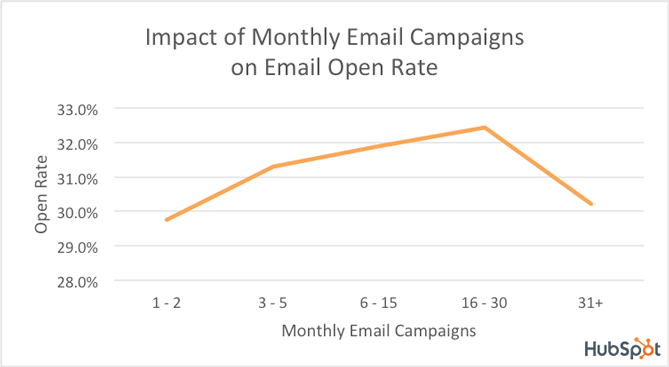 Impact of Monthly Email Campaigns
on Email Open Rate
Open Rate
33.0%
32.0%
31.0%
30.0%
29.0%
28.0%
1 - 2 3 - 5 6 - 15 16 - 30 31+
Monthly Email Campaigns
HubSpot